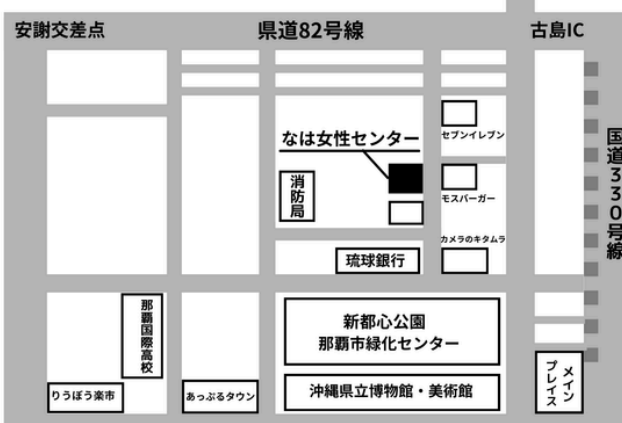 安謝交差点
県道82号線
古島IC
セブンイレブン
なは女性センター
国道330号線
消防局
モスバーガー
カメラのキタムラ
琉球銀行
那覇国際高校
新都心公園
那覇市緑化センター
メイン
プレイス
りうぼう楽市
あっぷるタウン
沖縄県立博物館・美術館